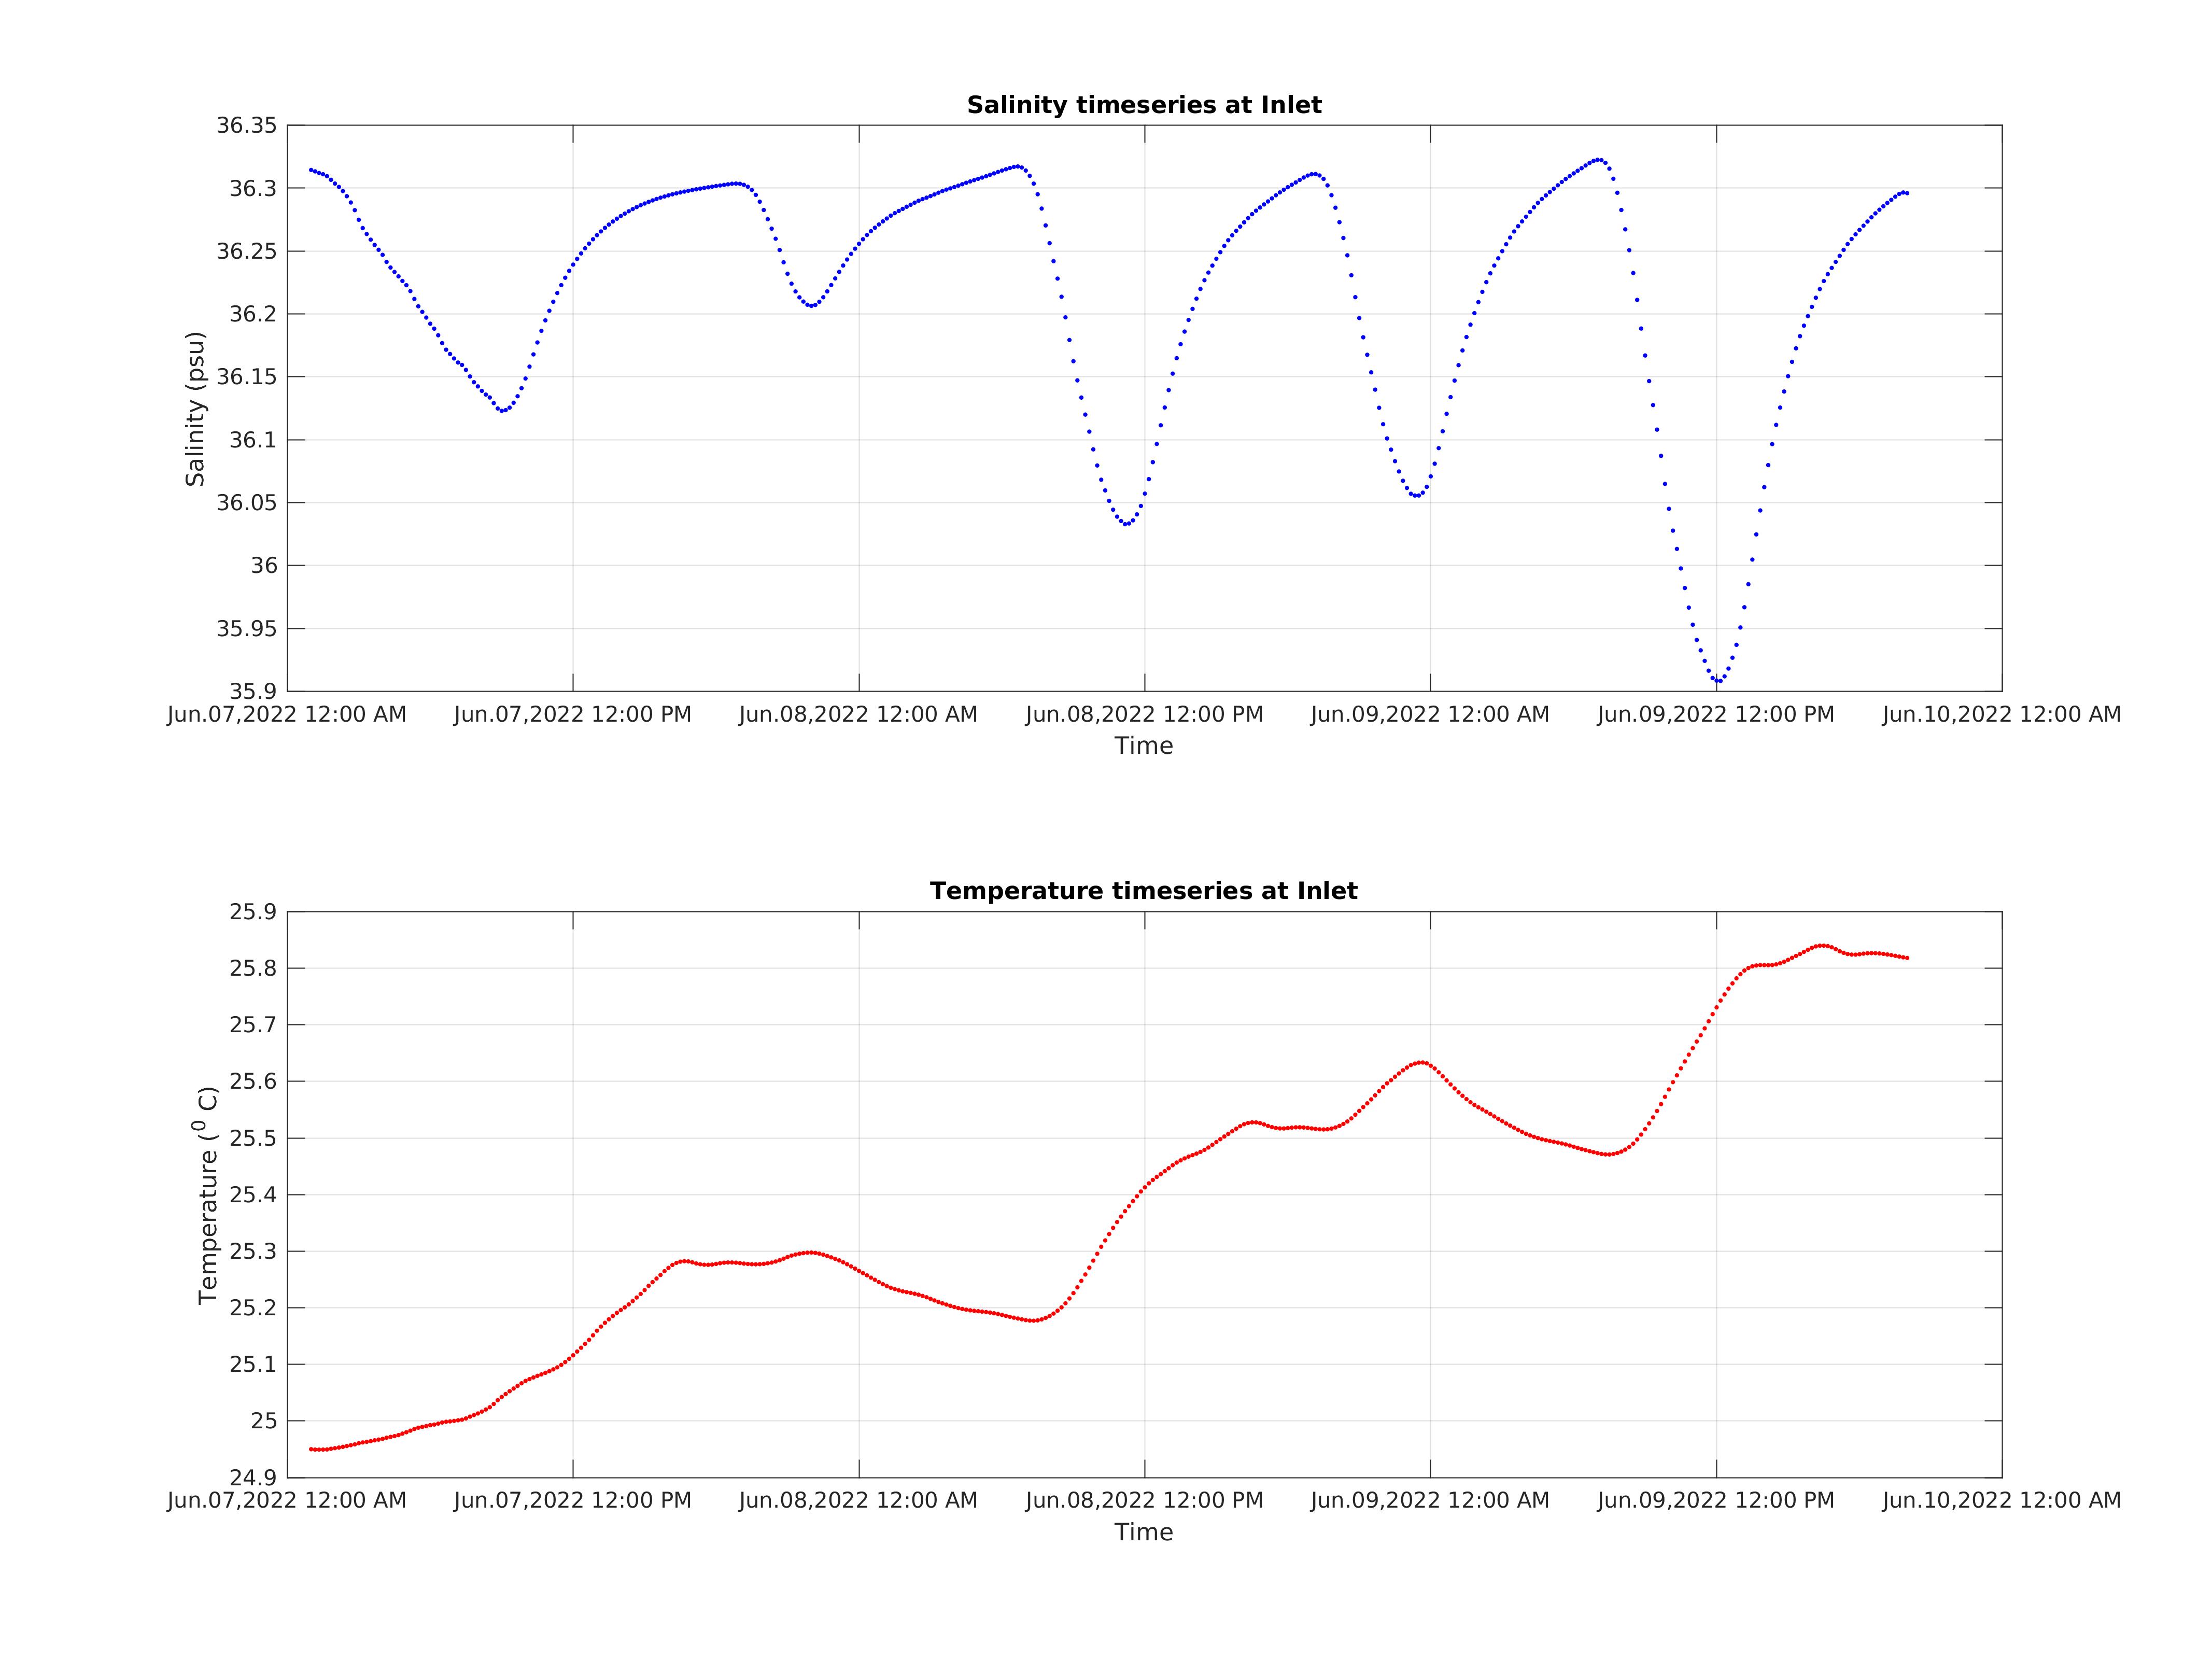 Salinity timeseries at Inlet
36.35
36.3
36.25
36.2
36.15
36.1
36.05
36
35.95
35.9
Salinity (psu)
Jun.07,2022 12:00 AM Jun.07,2022 12:00 PM Jun.08,2022 12:00 AM Jun.08,2022 12:00 PM Jun.09,2022 12:00 AM Jun.09,2022 12:00 PM Jun.10,2022 12:00 AM
Time
Temperature timeseries at Inlet
25.9
25.8
25.7
25.6
25.5
25.4
25.3
25.2
25.1
25
24.9
Temperature (⁰ C)
Jun.07,2022 12:00 AM Jun.07,2022 12:00 PM Jun.08,2022 12:00 AM Jun.08,2022 12:00 PM Jun.09,2022 12:00 AM Jun.09,2022 12:00 PM Jun.10,2022 12:00 AM
Time